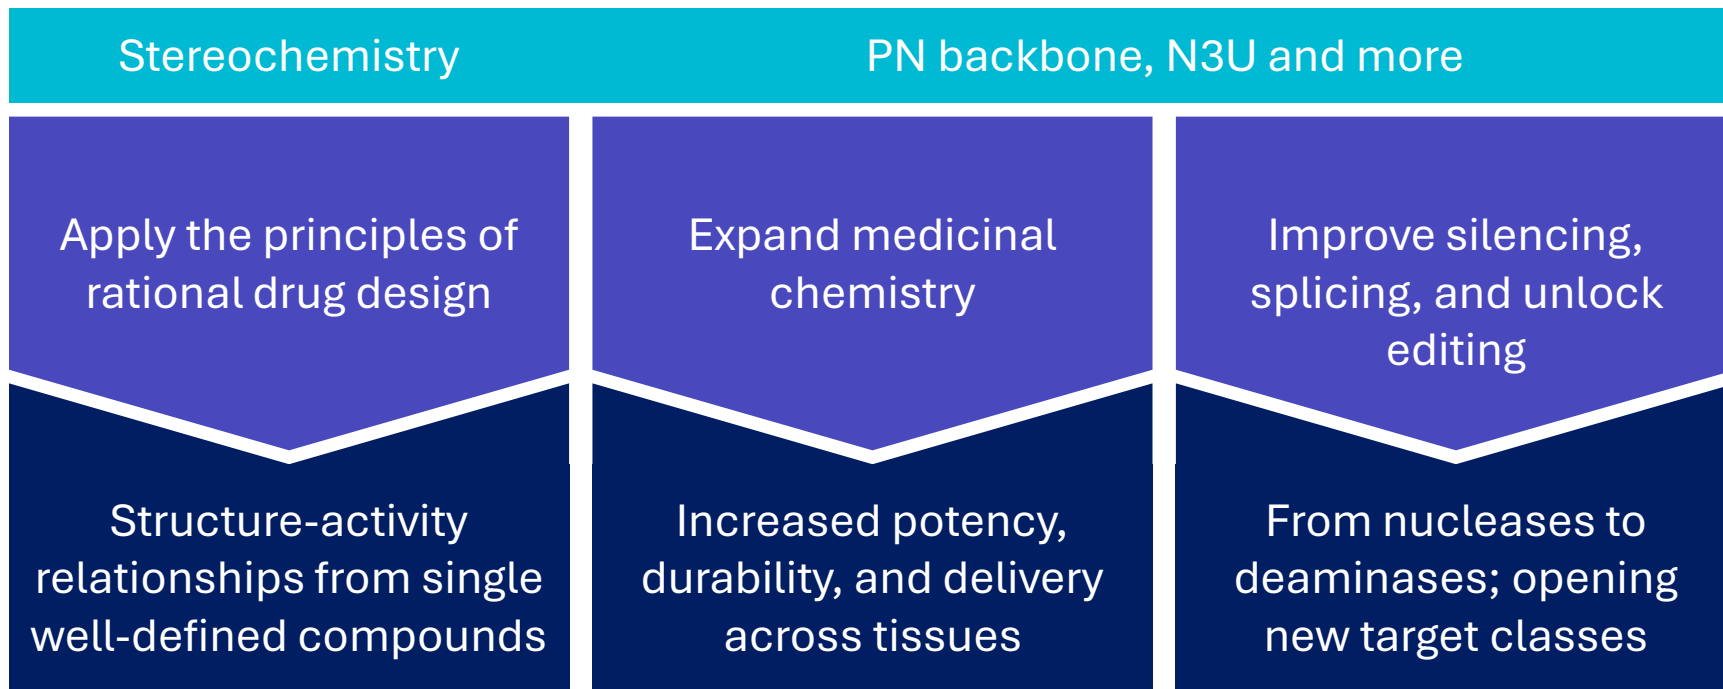 Stereochemistry
PN backbone, N3U and more
Apply the principles of
rational drug design
Expand medicinal
chemistry
Improve silencing,
splicing, and unlock
editing
Structure-activity
relationships from single
well-defined compounds
Increased potency,
durability, and delivery
across tissues
From nucleases to
deaminases; opening
new target classes